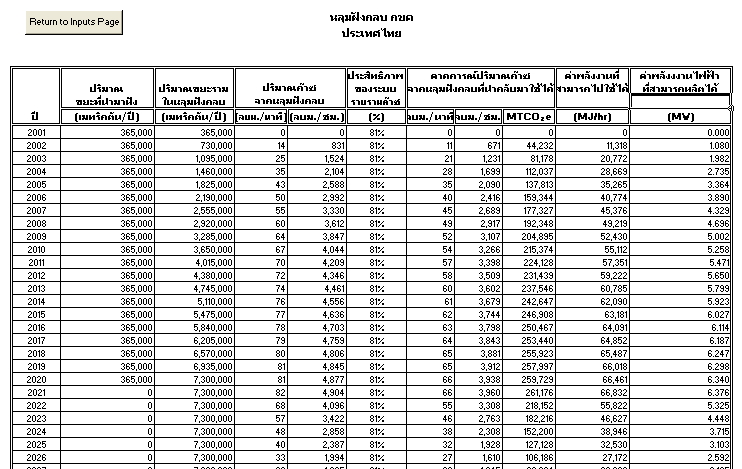 Return to Inputs Page
หลุมฝังกลบ กขค
ประเทศไทย
ปริมาณ ปริมาณขยะรวม ปริมาณก๊าซ ประสิทธิภาพ คาดการณ์ปริมาณก๊าซ ค่าพลังงานที่ ค่าพลังงานไฟฟ้า
ขยะที่นำมาฝัง ในหลุมฝังกลบ จากหลุมฝังกลบ ของระบบ จากหลุมฝังกลบที่นำกลับมาใช้ได้ สามารถไปใช้ได้ ที่สามารถผลิตได้
รวบรวมก๊าซ
ปี (เมทริกตัน/ปี) (เมทริกตัน/ปี) (ลบม./นาที) (ลบม./ชม.) (%) ลบม./นาที ลบม./ชม. MTCO₂e (MJ/hr) (MW)
2001 365,000 365,000 0 0 81% 0 0 0 0 0.000
2002 365,000 730,000 14 831 81% 11 671 44,232 11,318 1.080
2003 365,000 1,095,000 25 1,524 81% 21 1,231 81,178 20,772 1.982
2004 365,000 1,460,000 35 2,104 81% 28 1,699 112,037 28,669 2.735
2005 365,000 1,825,000 43 2,588 81% 35 2,090 137,813 35,265 3.364
2006 365,000 2,190,000 50 2,992 81% 40 2,416 159,344 40,774 3.890
2007 365,000 2,555,000 55 3,330 81% 45 2,689 177,327 45,376 4.329
2008 365,000 2,920,000 60 3,612 81% 49 2,917 192,348 49,219 4.696
2009 365,000 3,285,000 64 3,847 81% 52 3,107 204,895 52,430 5.002
2010 365,000 3,650,000 67 4,044 81% 54 3,266 215,374 55,112 5.258
2011 365,000 4,015,000 70 4,209 81% 57 3,398 224,128 57,351 5.471
2012 365,000 4,380,000 72 4,346 81% 58 3,509 231,439 59,222 5.650
2013 365,000 4,745,000 74 4,461 81% 60 3,602 237,546 60,785 5.799
2014 365,000 5,110,000 76 4,556 81% 61 3,679 242,647 62,090 5.923
2015 365,000 5,475,000 77 4,636 81% 62 3,744 246,908 63,181 6.027
2016 365,000 5,840,000 78 4,703 81% 63 3,798 250,467 64,091 6.114
2017 365,000 6,205,000 79 4,759 81% 64 3,843 253,440 64,852 6.187
2018 365,000 6,570,000 80 4,806 81% 65 3,881 255,923 65,487 6.247
2019 365,000 6,935,000 81 4,845 81% 65 3,912 257,997 66,018 6.298
2020 365,000 7,300,000 81 4,877 81% 66 3,938 259,729 66,461 6.340
2021 0 7,300,000 82 4,904 81% 66 3,960 261,176 66,832 6.376
2022 0 7,300,000 68 4,096 81% 55 3,308 218,152 55,822 5.325
2023 0 7,300,000 57 3,422 81% 46 2,763 182,216 46,627 4.448
2024 0 7,300,000 48 2,858 81% 38 2,308 152,200 38,946 3.715
2025 0 7,300,000 40 2,387 81% 32 1,928 127,128 32,530 3.103
2026 0 7,300,000 33 1,994 81% 27 1,610 106,186 27,172 2.592